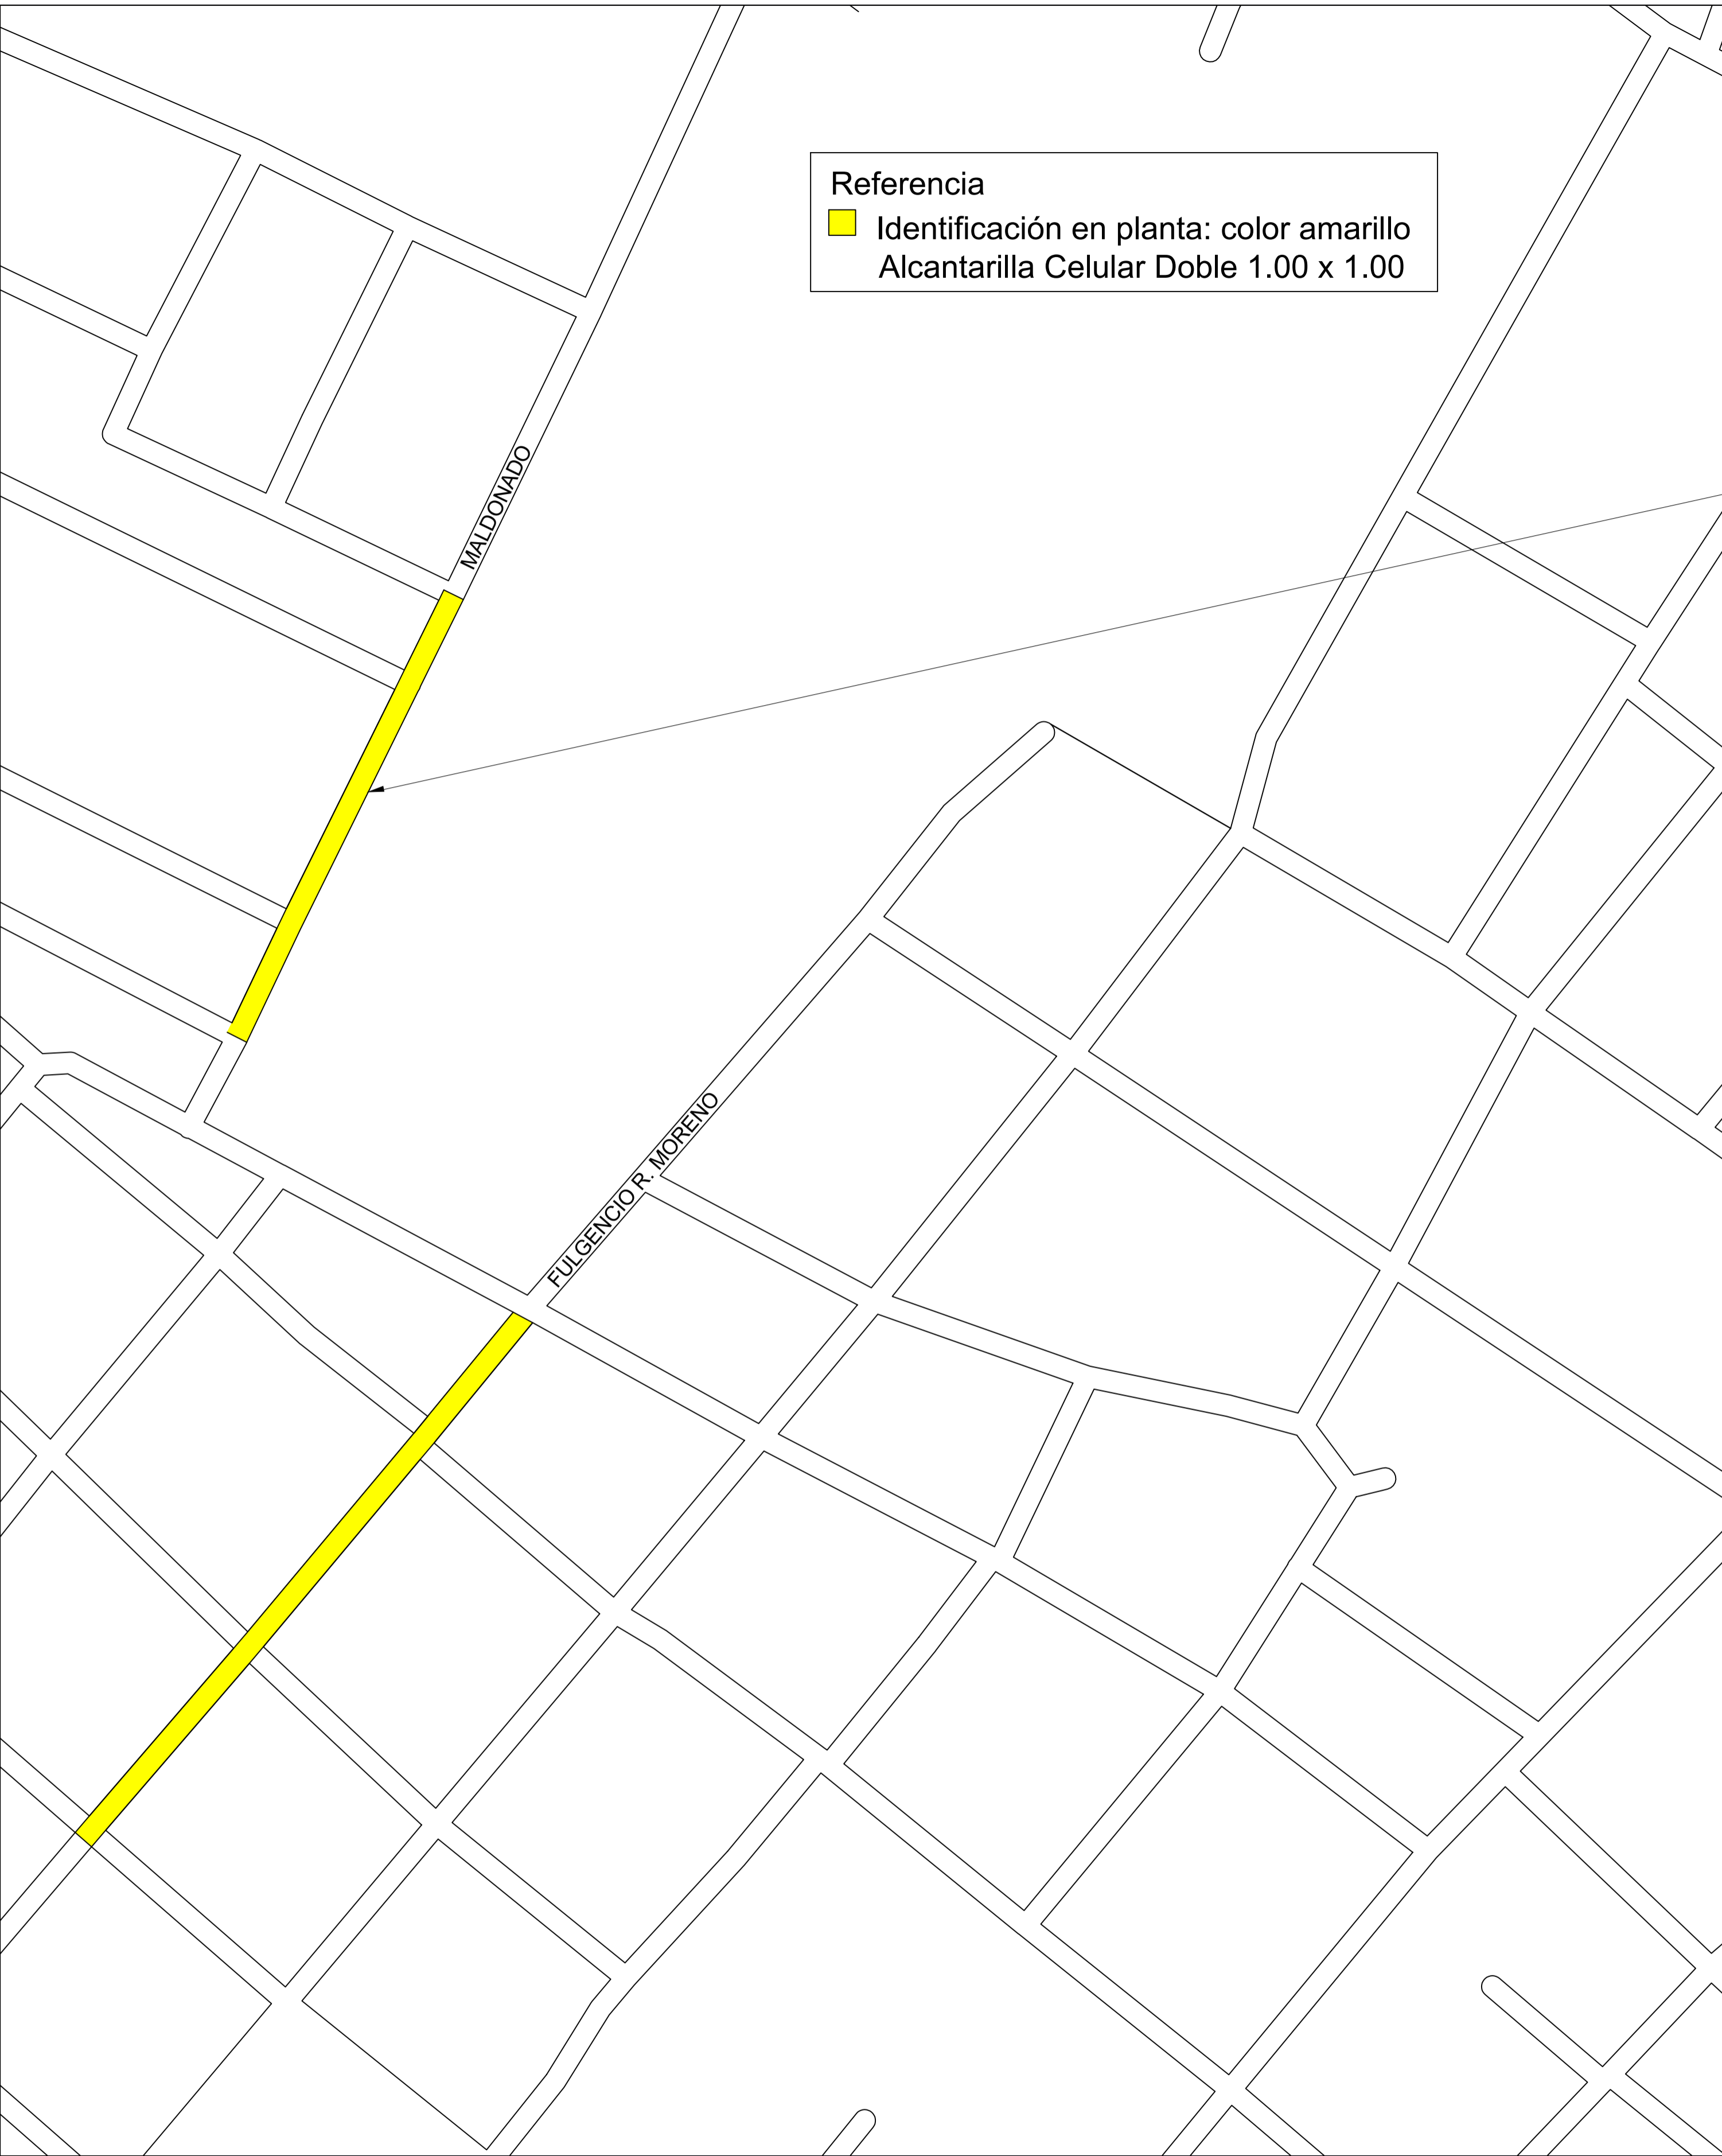 Referencia
Identificación en planta: color amarillo
Alcantarilla Celular Doble 1.00 x 1.00
MALDONADO
FULGENCIO R. MORENO